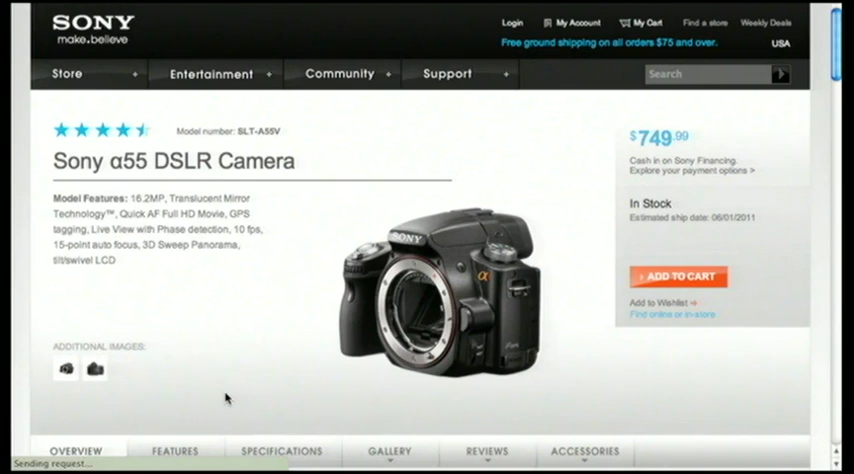 SONY
make.believe
Login
My Account
My Cart
Find a store
Weekly Deals
Free ground shipping on all orders $75 and over.
USA
Store +
Entertainment +
Community +
Support +
Search
Model number: SLT-A55V
Sony α55 DSLR Camera
Model Features: 16.2MP, Translucent Mirror
Technology™, Quick AF Full HD Movie, GPS
tagging, Live View with Phase detection, 10 fps,
15-point auto focus, 3D Sweep Panorama,
tilt/swivel LCD
SONY
α
$749.99
Cash in on Sony Financing.
Explore your payment options >
In Stock
Estimated ship date: 06/01/2011
› ADD TO CART
Add to Wishlist
Find online or in-store
ADDITIONAL IMAGES:
OVERVIEW
FEATURES
SPECIFICATIONS
GALLERY
REVIEWS
ACCESSORIES
Sending request...